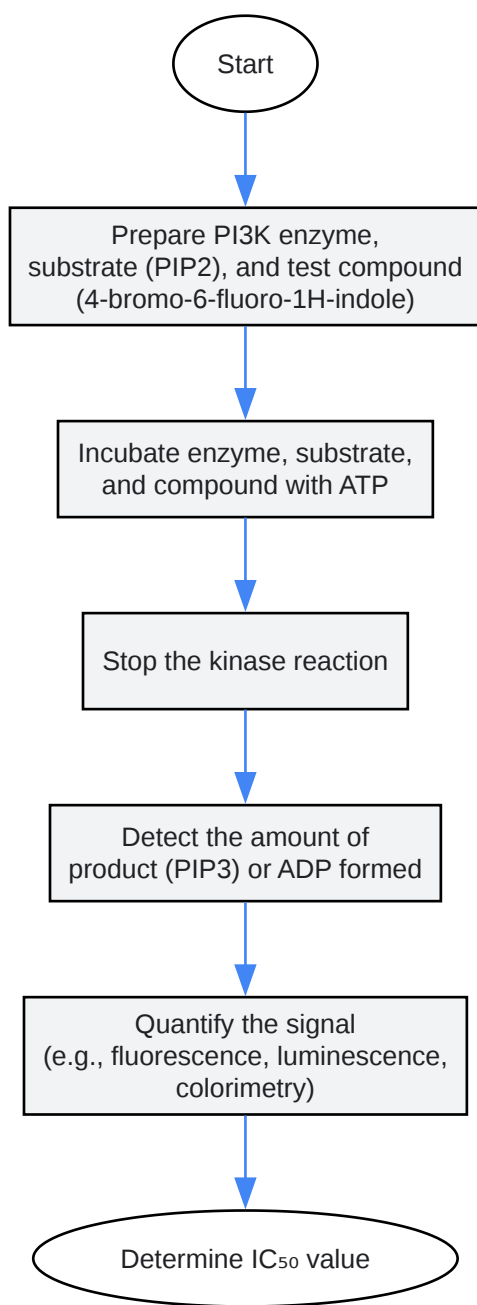 Start
Prepare PI3K enzyme,
substrate (PIP2), and test compound
(4-bromo-6-fluoro-1H-indole)
Incubate enzyme, substrate,
and compound with ATP
Stop the kinase reaction
Detect the amount of
product (PIP3) or ADP formed
Quantify the signal
(e.g., fluorescence, luminescence,
colorimetry)
Determine IC₅₀ value